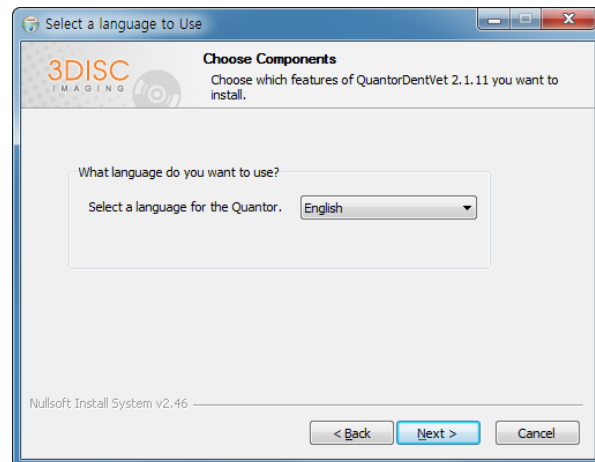 Select a language to Use
3DISC
IMAGING
Choose Components
Choose which features of QuantorDentVet 2.1.11 you want to
install.
What language do you want to use?
Select a language for the Quantor.
English
Nullsoft Install System v2.46
< Back
Next >
Cancel